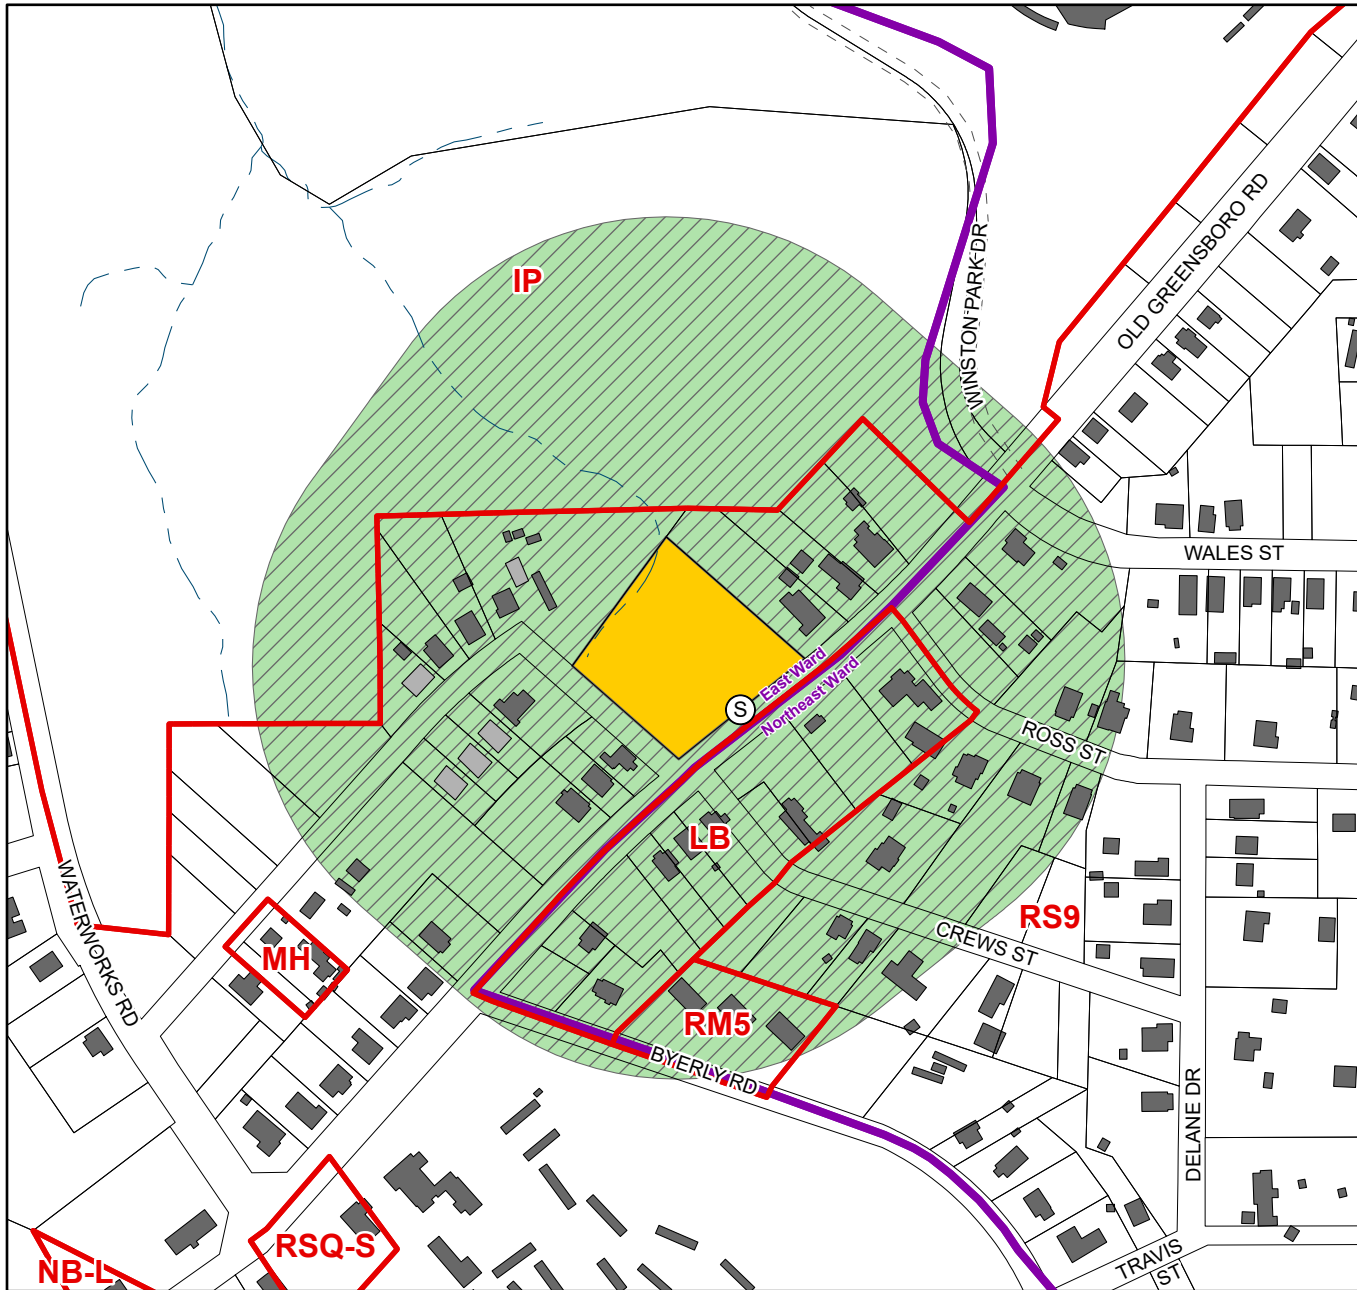 OLD GREENSBORO RD
WINSTON PARK DR
IP
WALES ST
East Ward
Northeast Ward
S
ROSS ST
LB
WATERWORKS RD
RS9
CREWS ST
MH
RM5
BYERLY RD
DELANE DR
RSQ-S
TRAVIS
ST
NB-L